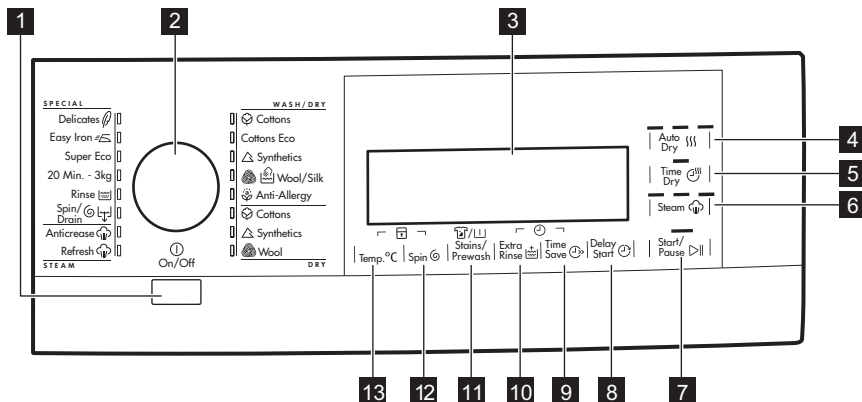 1
2
3
SPECIAL
Delicates
Easy Iron
Super Eco
20 Min. - 3kg
Rinse
Spin/
Drain
Anticrease
Refresh
STEAM
On/Off
WASH/DRY
Cottons
Cottons Eco
Synthetics
Wool/Silk
Anti-Allergy
Cottons
Synthetics
Wool
DRY
Auto
Dry
4
Time
Dry
5
Steam
6
Temp.°C
Spin
Stains/
Prewash
Extra
Rinse
Time
Save
Delay
Start
Start/
Pause
13
12
11
10
9
8
7